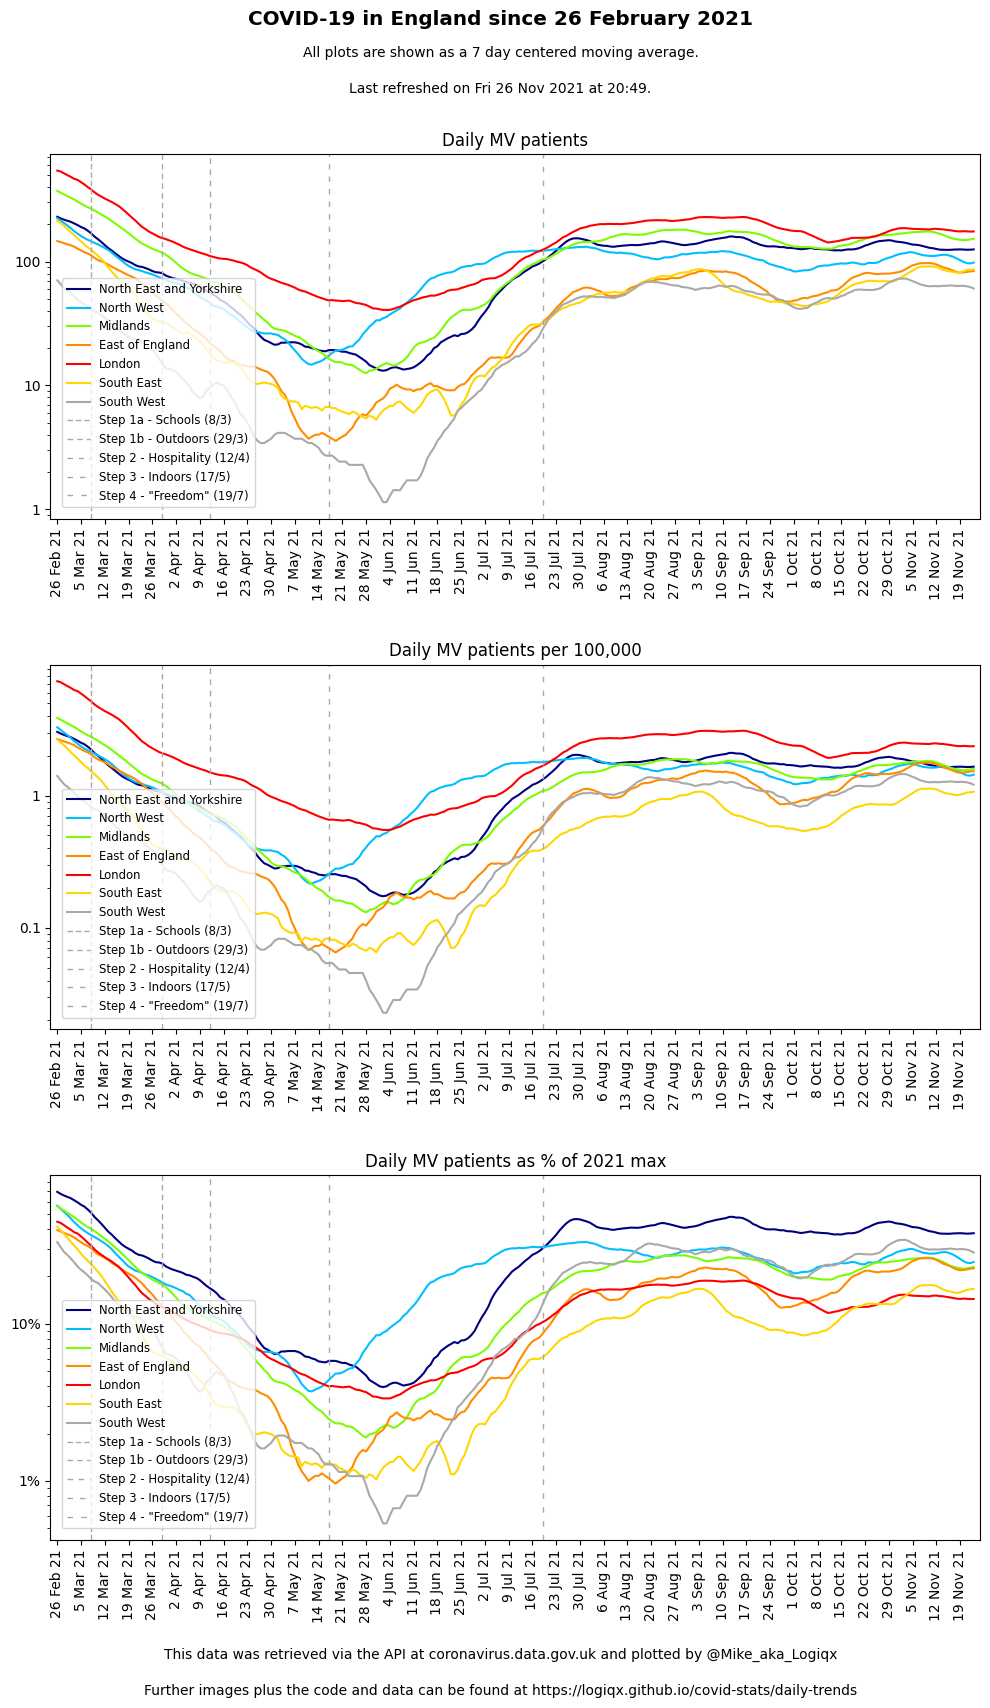 COVID-19 in England since 26 February 2021
All plots are shown as a 7 day centered moving average.
Last refreshed on Fri 26 Nov 2021 at 20:49.
Daily MV patients
100
10
1
North East and Yorkshire
North West
Midlands
East of England
London
South East
South West
Step 1a - Schools (8/3)
Step 1b - Outdoors (29/3)
Step 2 - Hospitality (12/4)
Step 3 - Indoors (17/5)
Step 4 - "Freedom" (19/7)
26 Feb 21
5 Mar 21
12 Mar 21
19 Mar 21
26 Mar 21
2 Apr 21
9 Apr 21
16 Apr 21
23 Apr 21
30 Apr 21
7 May 21
14 May 21
21 May 21
28 May 21
4 Jun 21
11 Jun 21
18 Jun 21
25 Jun 21
2 Jul 21
9 Jul 21
16 Jul 21
23 Jul 21
30 Jul 21
6 Aug 21
13 Aug 21
20 Aug 21
27 Aug 21
3 Sep 21
10 Sep 21
17 Sep 21
24 Sep 21
1 Oct 21
8 Oct 21
15 Oct 21
22 Oct 21
29 Oct 21
5 Nov 21
12 Nov 21
19 Nov 21
Daily MV patients per 100,000
1
0.1
North East and Yorkshire
North West
Midlands
East of England
London
South East
South West
Step 1a - Schools (8/3)
Step 1b - Outdoors (29/3)
Step 2 - Hospitality (12/4)
Step 3 - Indoors (17/5)
Step 4 - "Freedom" (19/7)
26 Feb 21
5 Mar 21
12 Mar 21
19 Mar 21
26 Mar 21
2 Apr 21
9 Apr 21
16 Apr 21
23 Apr 21
30 Apr 21
7 May 21
14 May 21
21 May 21
28 May 21
4 Jun 21
11 Jun 21
18 Jun 21
25 Jun 21
2 Jul 21
9 Jul 21
16 Jul 21
23 Jul 21
30 Jul 21
6 Aug 21
13 Aug 21
20 Aug 21
27 Aug 21
3 Sep 21
10 Sep 21
17 Sep 21
24 Sep 21
1 Oct 21
8 Oct 21
15 Oct 21
22 Oct 21
29 Oct 21
5 Nov 21
12 Nov 21
19 Nov 21
Daily MV patients as % of 2021 max
10%
1%
North East and Yorkshire
North West
Midlands
East of England
London
South East
South West
Step 1a - Schools (8/3)
Step 1b - Outdoors (29/3)
Step 2 - Hospitality (12/4)
Step 3 - Indoors (17/5)
Step 4 - "Freedom" (19/7)
26 Feb 21
5 Mar 21
12 Mar 21
19 Mar 21
26 Mar 21
2 Apr 21
9 Apr 21
16 Apr 21
23 Apr 21
30 Apr 21
7 May 21
14 May 21
21 May 21
28 May 21
4 Jun 21
11 Jun 21
18 Jun 21
25 Jun 21
2 Jul 21
9 Jul 21
16 Jul 21
23 Jul 21
30 Jul 21
6 Aug 21
13 Aug 21
20 Aug 21
27 Aug 21
3 Sep 21
10 Sep 21
17 Sep 21
24 Sep 21
1 Oct 21
8 Oct 21
15 Oct 21
22 Oct 21
29 Oct 21
5 Nov 21
12 Nov 21
19 Nov 21
This data was retrieved via the API at coronavirus.data.gov.uk and plotted by @Mike_aka_Logiqx
Further images plus the code and data can be found at https://logiqx.github.io/covid-stats/daily-trends